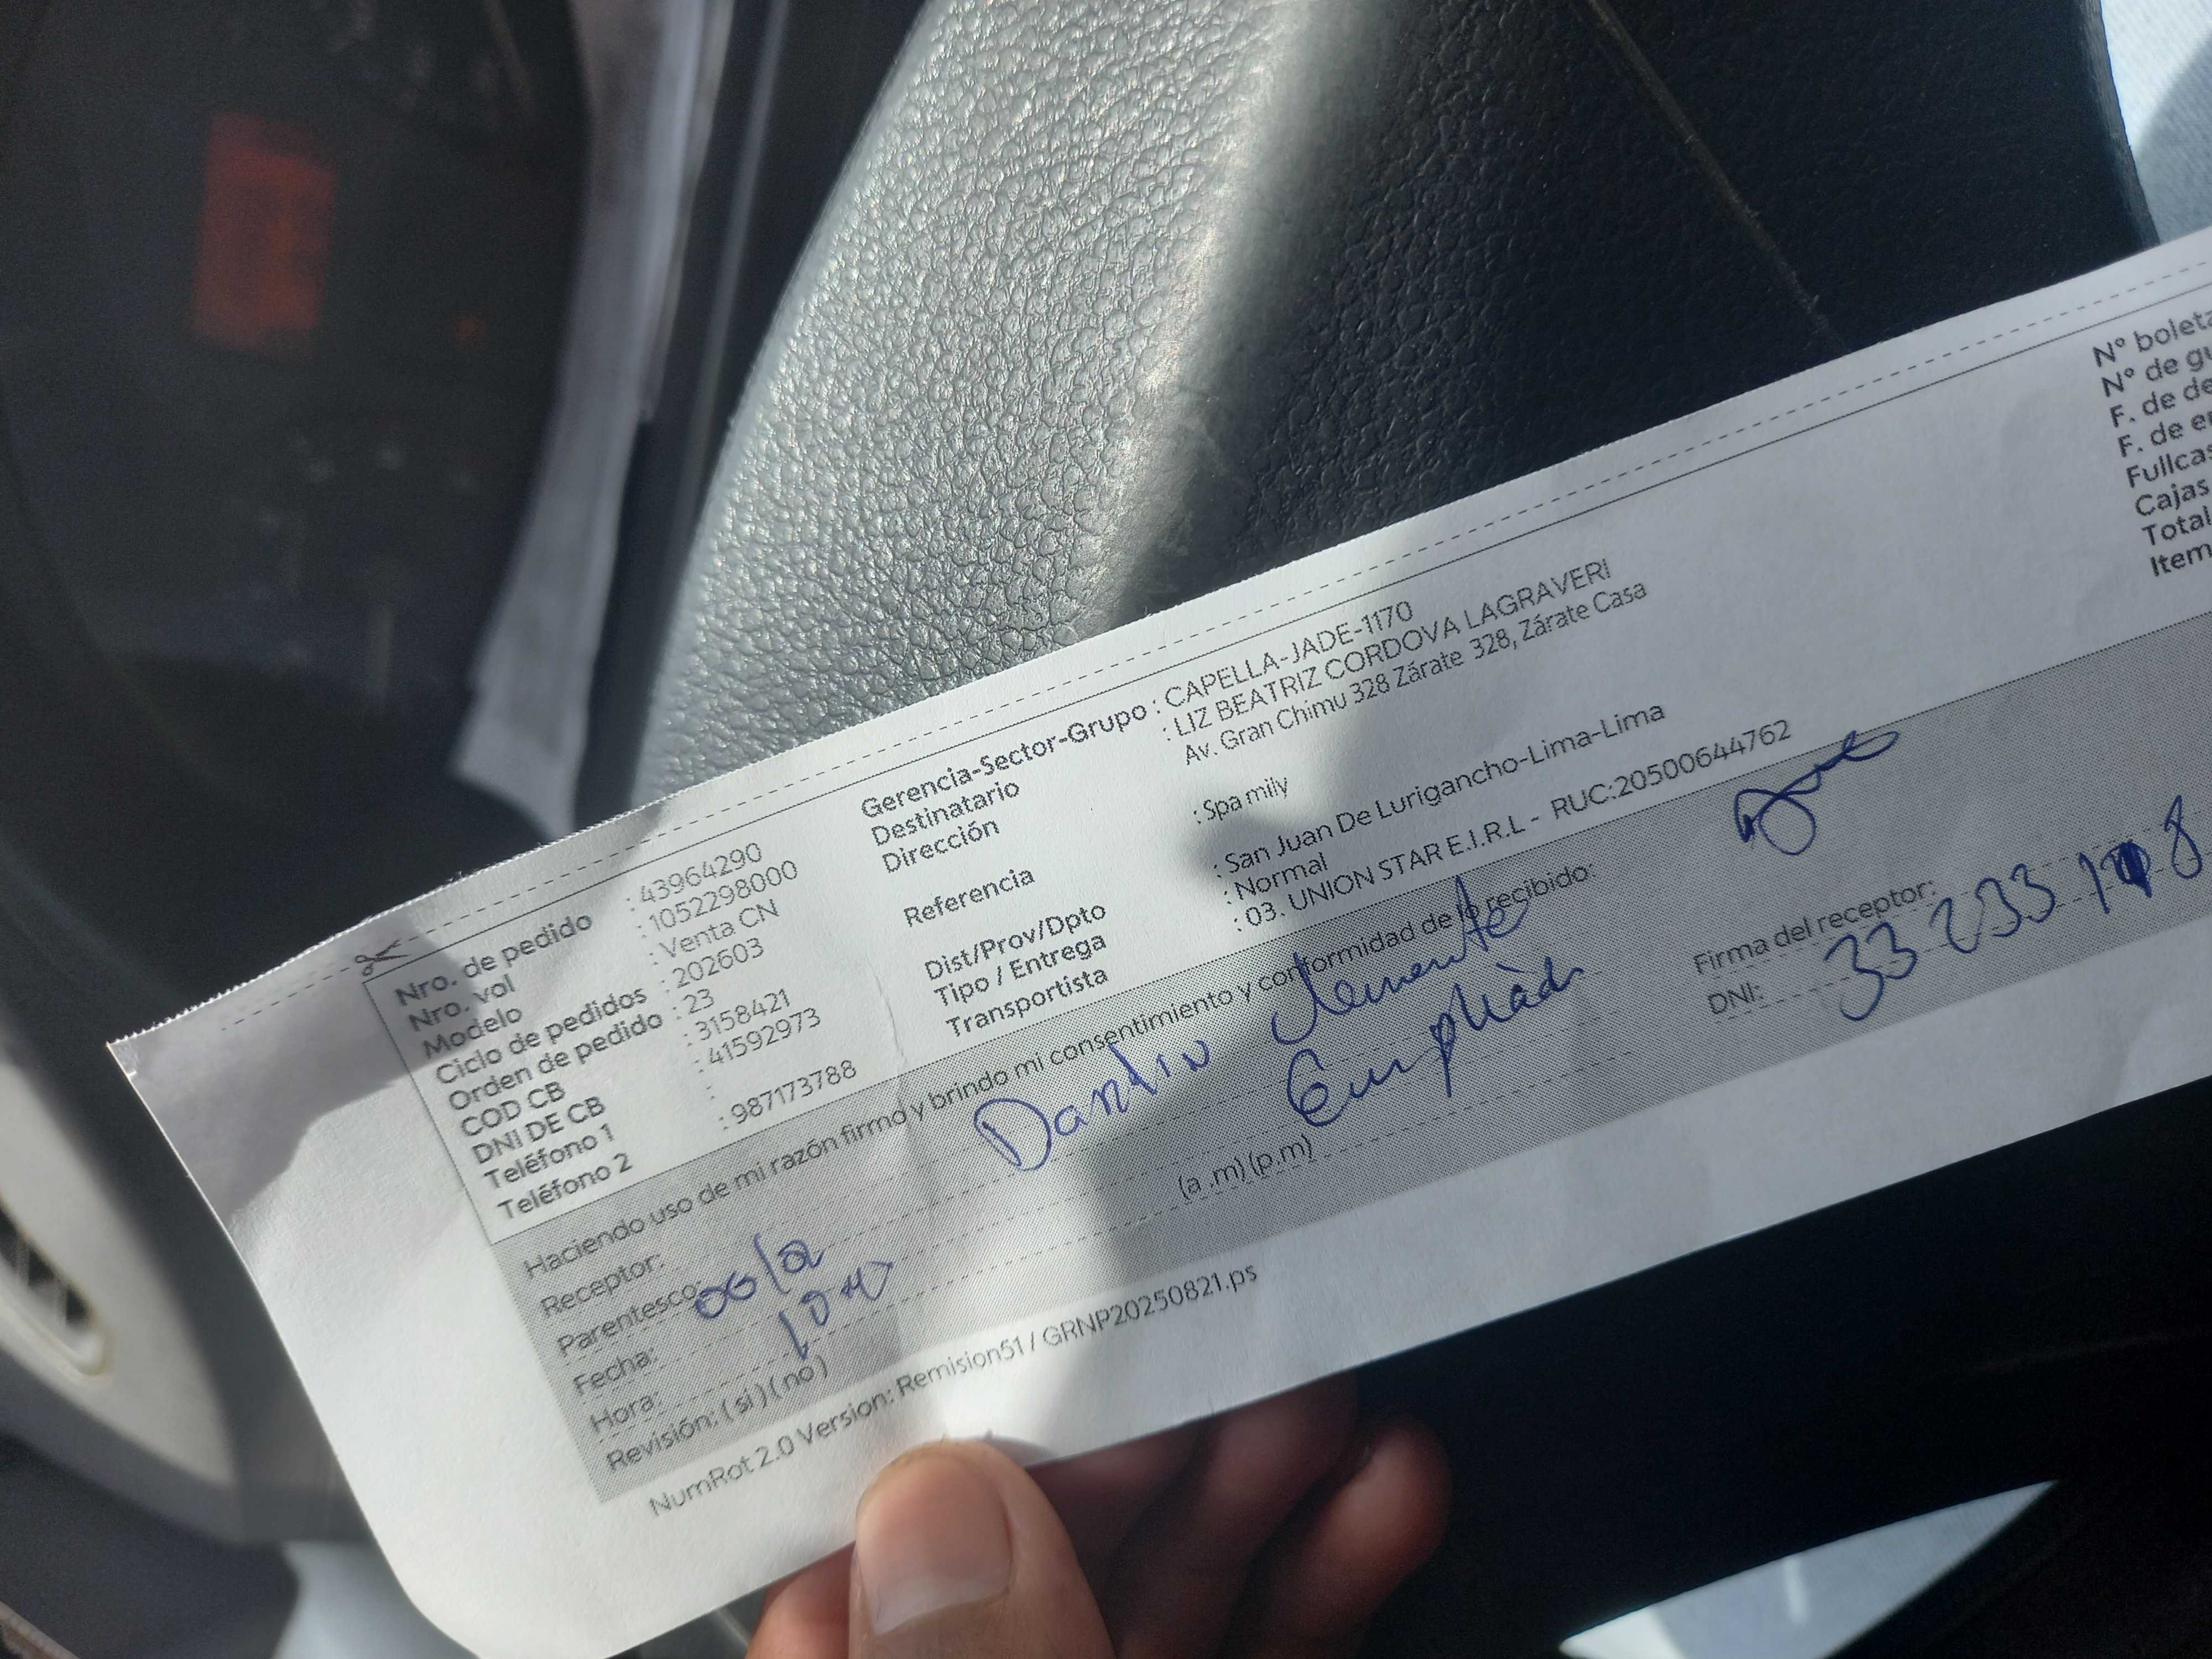 Nro. de pedido : 43964290
Nro. vol : 1052298000
Modelo : Venta CN
Ciclo de pedidos : 202603
Orden de pedido : 23
COD CB : 3158421
DNI DE CB : 41592973
Teléfono 1 :
Teléfono 2 : 987173788
Gerencia-Sector-Grupo : CAPELLA-JADE-1170
Destinatario : LIZ BEATRIZ CORDOVA LAGRAVERI
Dirección Av. Gran Chimu 328 Zárate 328, Zárate Casa
Referencia : Spa mily
Dist/Prov/Dpto : San Juan De Lurigancho-Lima-Lima
Tipo / Entrega : Normal
Transportista : 03. UNION STAR E.I.R.L - RUC:20500644762
N° boleta
N° de gu
F. de de
F. de e
Fullcas
Cajas
Total
Item
Haciendo uso de mi razón firmo y brindo mi consentimiento y conformidad de lo recibido:
Receptor:
Parentesco:
Fecha:
Hora: (a .m) (p.m)
Revisión: ( si ) ( no )
Firma del receptor:
DNI:
NumRot 2.0 Version: Remision51 / GRNP20250821.ps